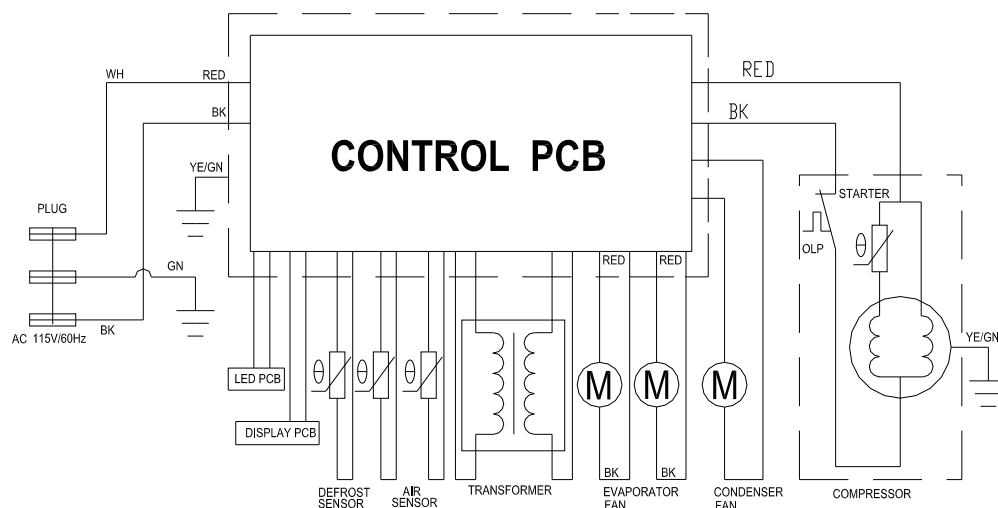 WH
RED
RED
BK
BK
CONTROL PCB
YE/GN
PLUG
STARTER
θ
OLP
GN
RED
RED
AC 115V/60Hz
BK
YE/GN
LED PCB
θ
θ
θ
M
M
M
DISPLAY PCB
BK
BK
DEFROST
SENSOR
AIR
SENSOR
TRANSFORMER
EVAPORATOR
FAN
CONDENSER
FAN
COMPRESSOR